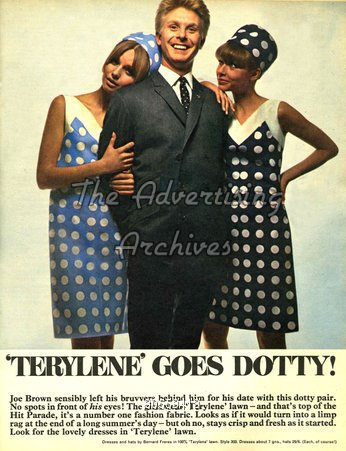 The Advertising
Archives
'TERYLENE' GOES DOTTY!
Joe Brown sensibly left his bruvvers behind him for his date with this dotty pair.
No spots in front of his eyes! The girls select 'Terylene' lawn – and that's top of the
Hit Parade, it's a number one fashion fabric. Looks as if it would turn into a limp
rag at the end of a long summer's day – but oh no, stays crisp and fresh as it started.
Look for the lovely dresses in 'Terylene' lawn.
Dresses and hats by Bernard Freres in 100% 'Terylene' lawn. Style 300. Dresses about 7 gns., hats 29/6. (Each, of course!)